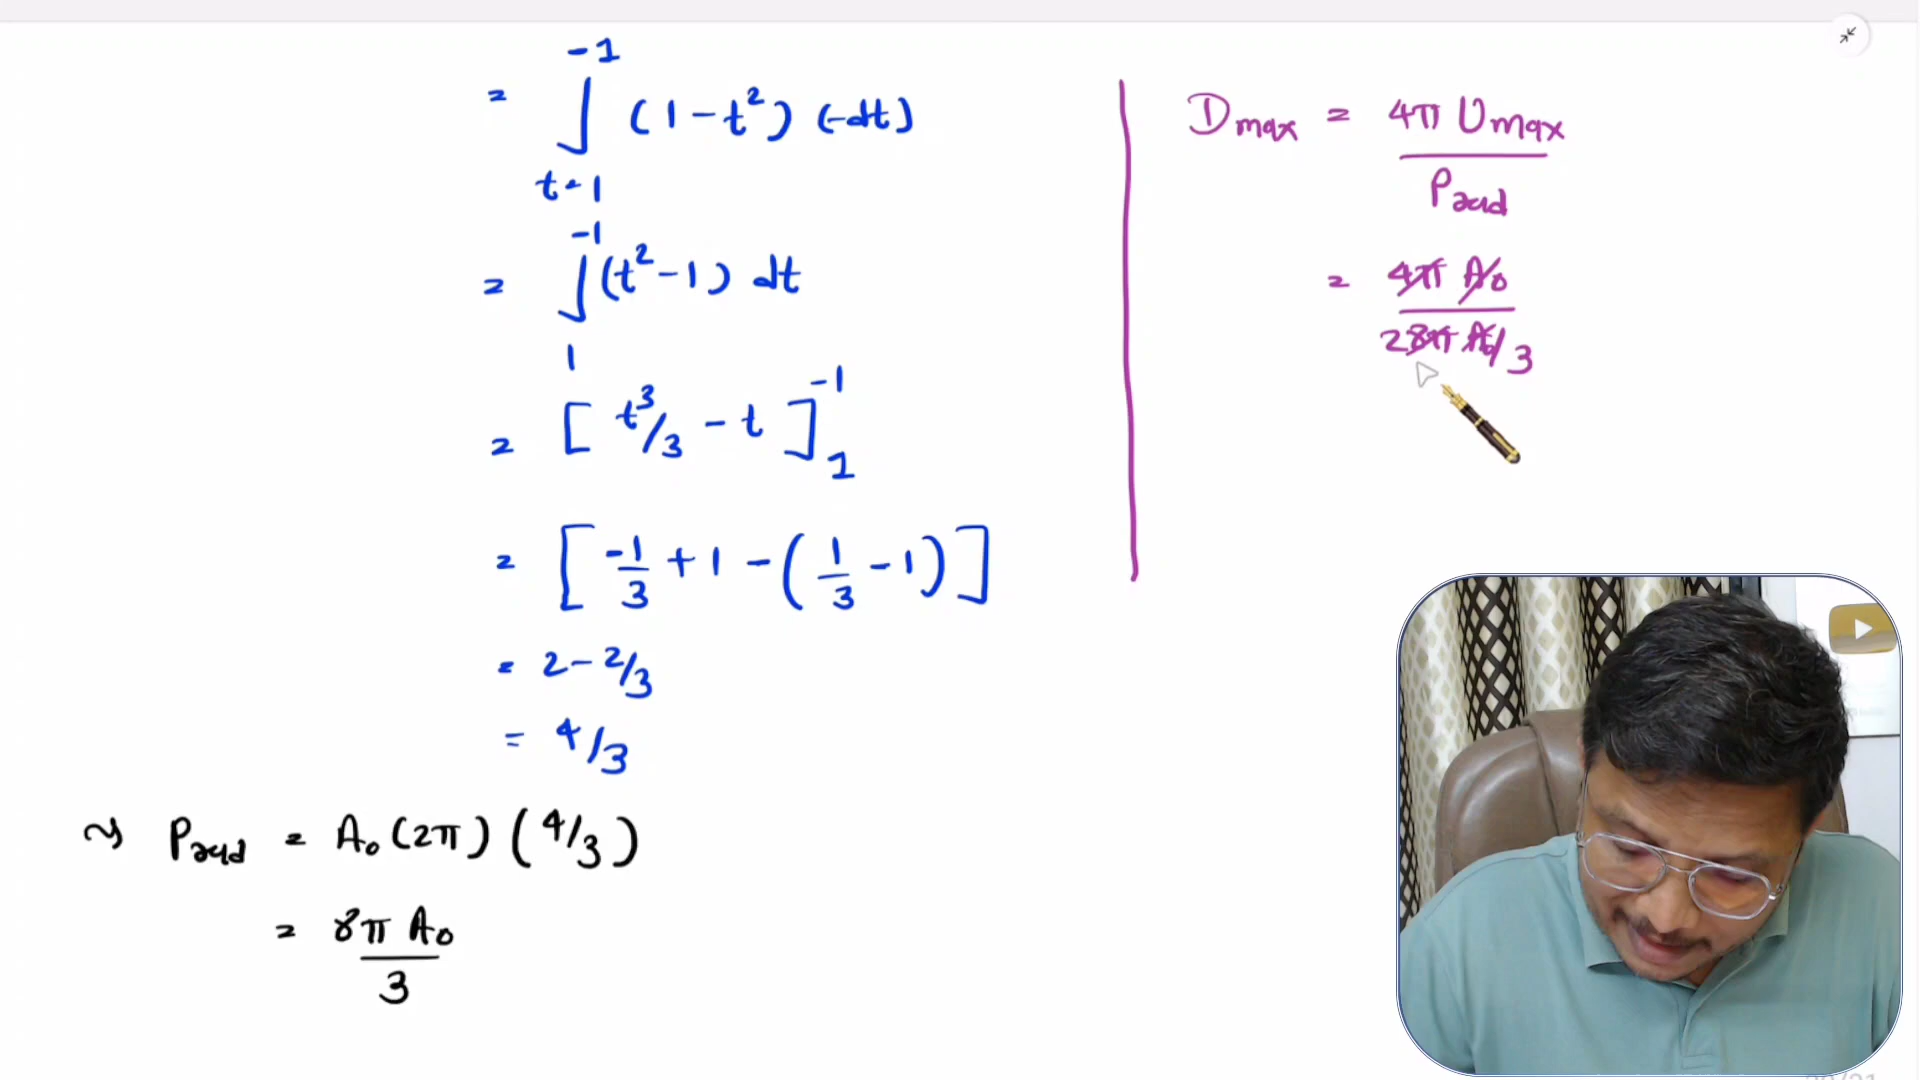 = ∫_{t=1}^{-1} (1-t²) (-dt)
= ∫_{1}^{-1} (t²-1) dt
= [ t³/3 - t ]_{1}^{-1}
= [ -1/3 + 1 - (1/3 - 1) ]
= 2 - 2/3
= 4/3
⇝ P_rad = A₀ (2π) (4/3)
= 8π A₀ / 3
D_max = 4π U_max / P_rad
= 4π A₀ / 2 8π A₀/3